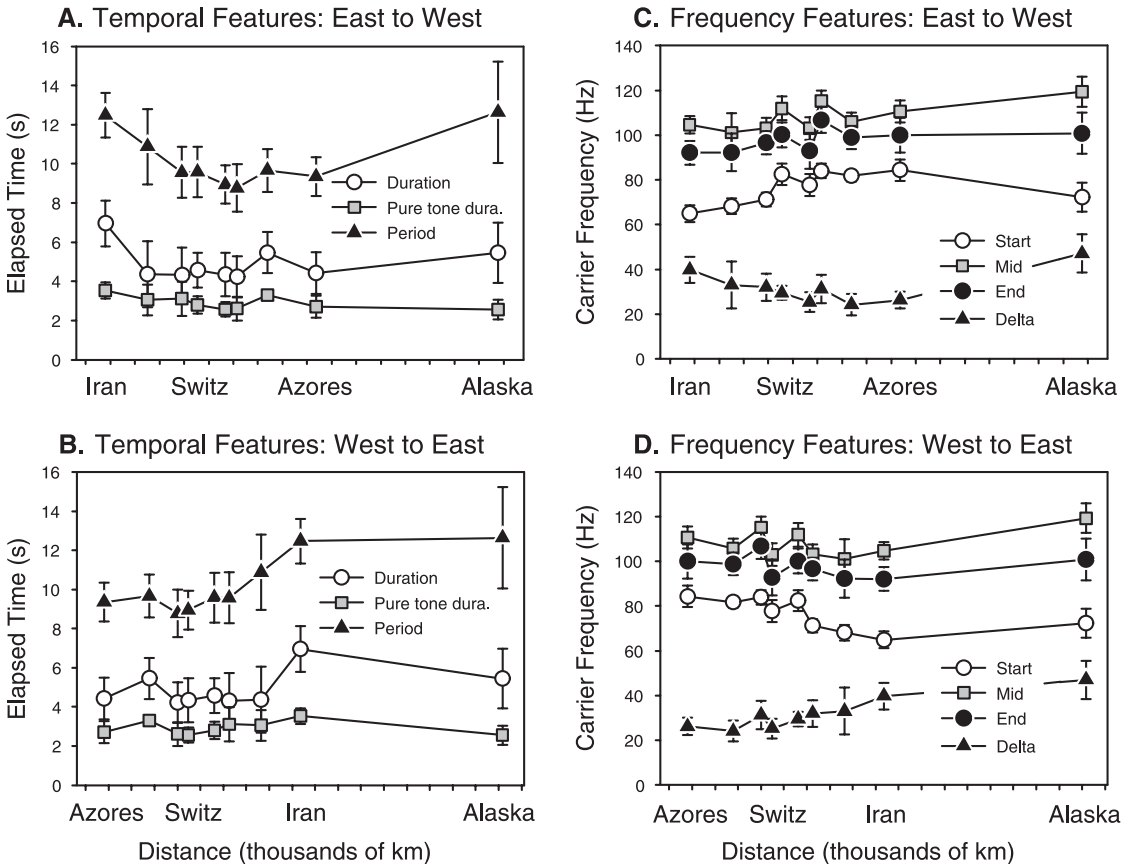 A. Temporal Features: East to West
16
14
12
10
8
6
4
2
0
Elapsed Time (s)
Duration
Pure tone dura.
Period
Iran Switz Azores Alaska
C. Frequency Features: East to West
140
120
100
80
60
40
20
0
Carrier Frequency (Hz)
Start
Mid
End
Delta
Iran Switz Azores Alaska
B. Temporal Features: West to East
16
14
12
10
8
6
4
2
0
Elapsed Time (s)
Duration
Pure tone dura.
Period
Azores Switz Iran Alaska
Distance (thousands of km)
D. Frequency Features: West to East
140
120
100
80
60
40
20
0
Carrier Frequency (Hz)
Start
Mid
End
Delta
Azores Switz Iran Alaska
Distance (thousands of km)